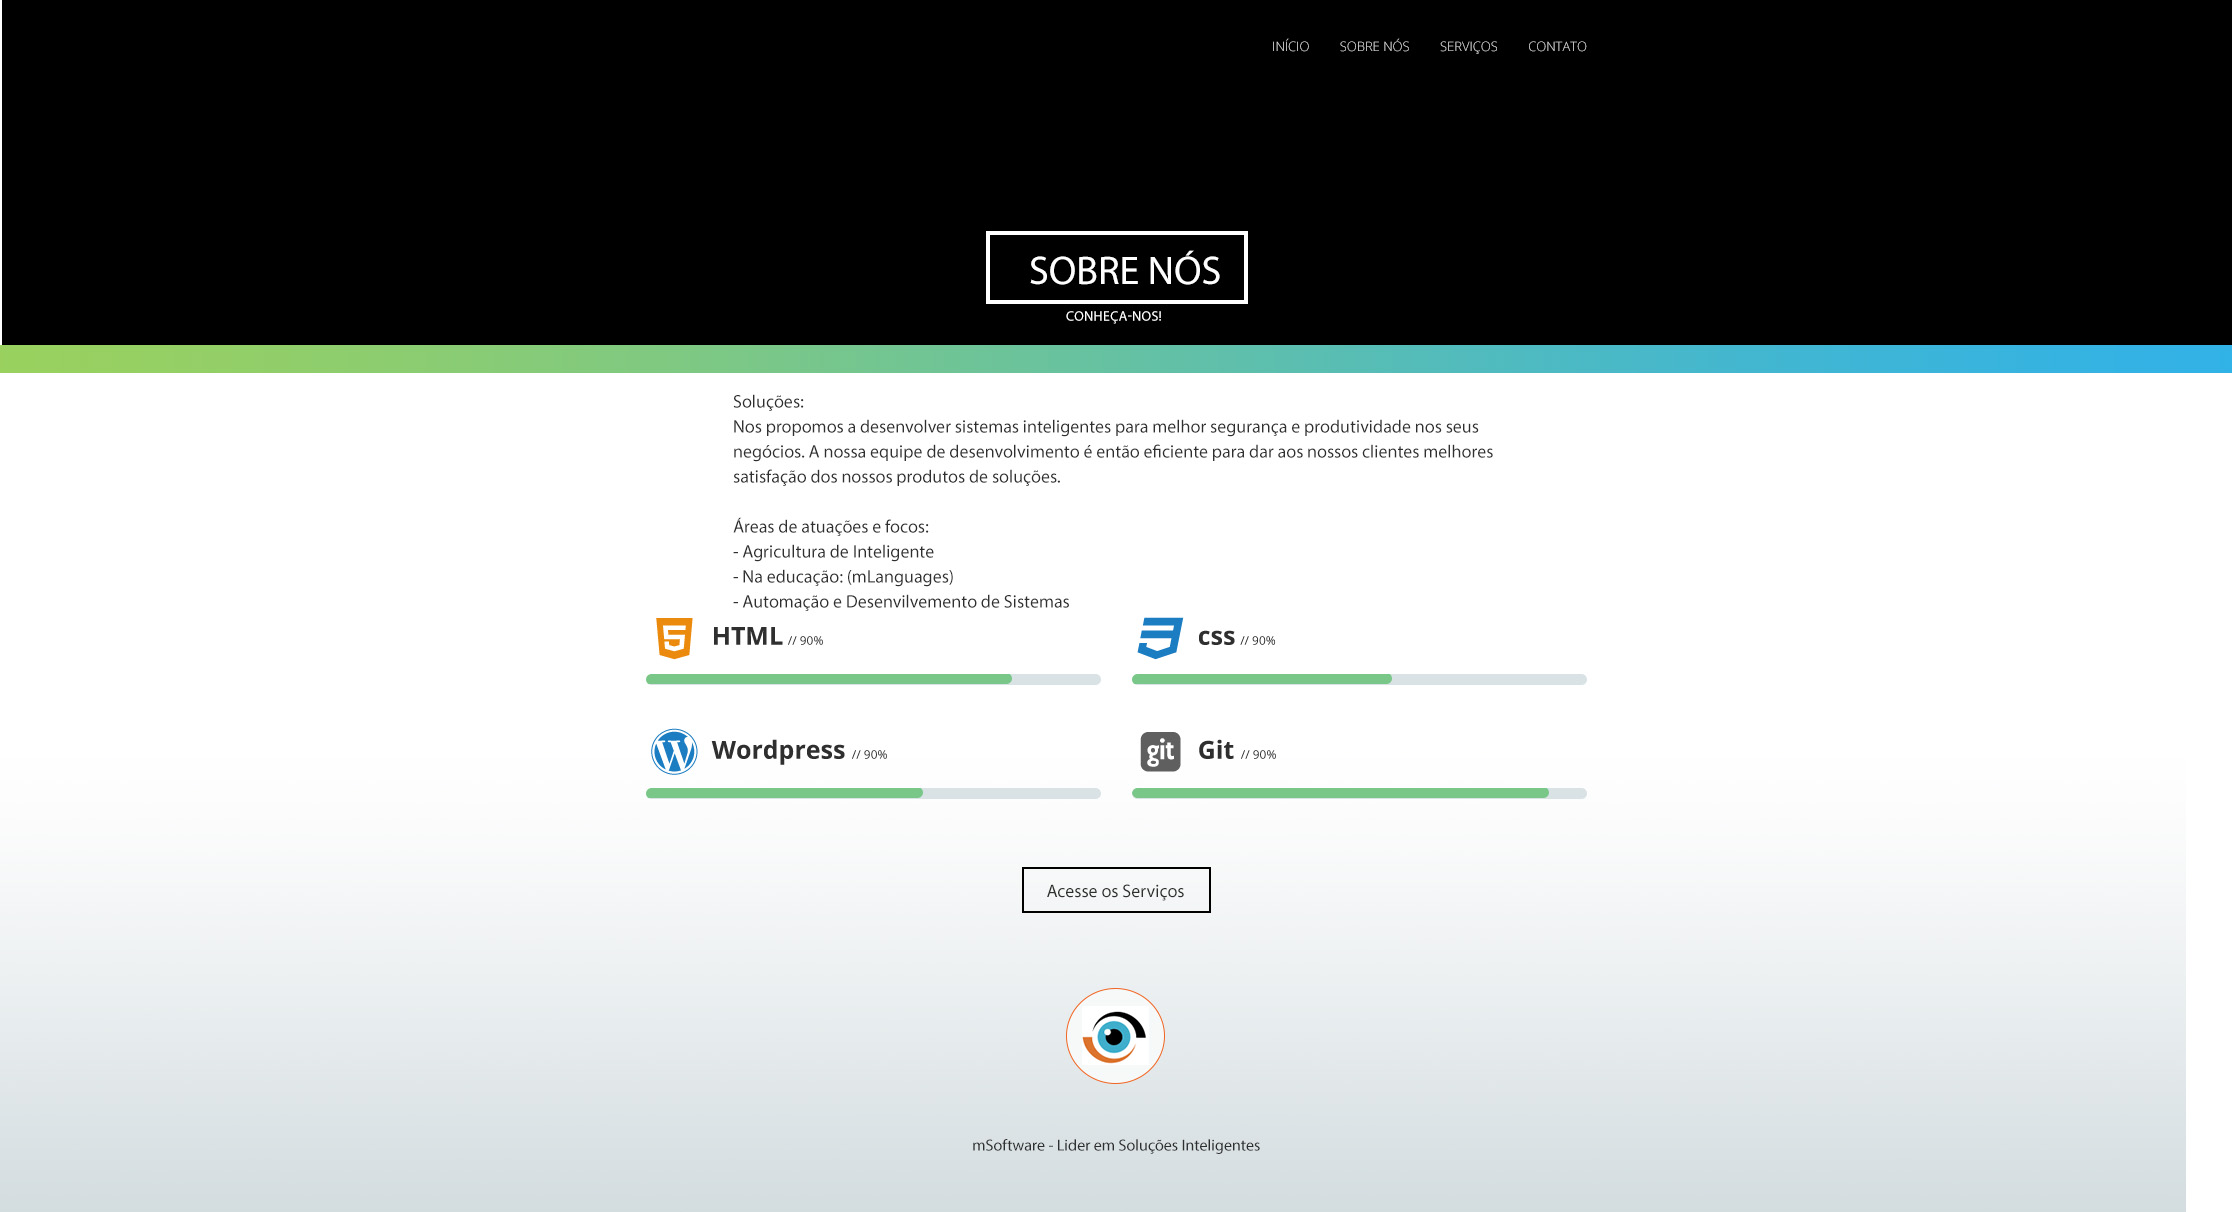 INÍCIO SOBRE NÓS SERVIÇOS CONTATO
SOBRE NÓS
CONHEÇA-NOS!
Soluções:
Nos propomos a desenvolver sistemas inteligentes para melhor segurança e produtividade nos seus
negócios. A nossa equipe de desenvolvimento é então eficiente para dar aos nossos clientes melhores
satisfação dos nossos produtos de soluções.
Áreas de atuações e focos:
- Agricultura de Inteligente
- Na educação: (mLanguages)
- Automação e Desenvilvemento de Sistemas
HTML // 90%
css // 90%
Wordpress // 90%
git Git // 90%
Acesse os Serviços
mSoftware - Lider em Soluções Inteligentes